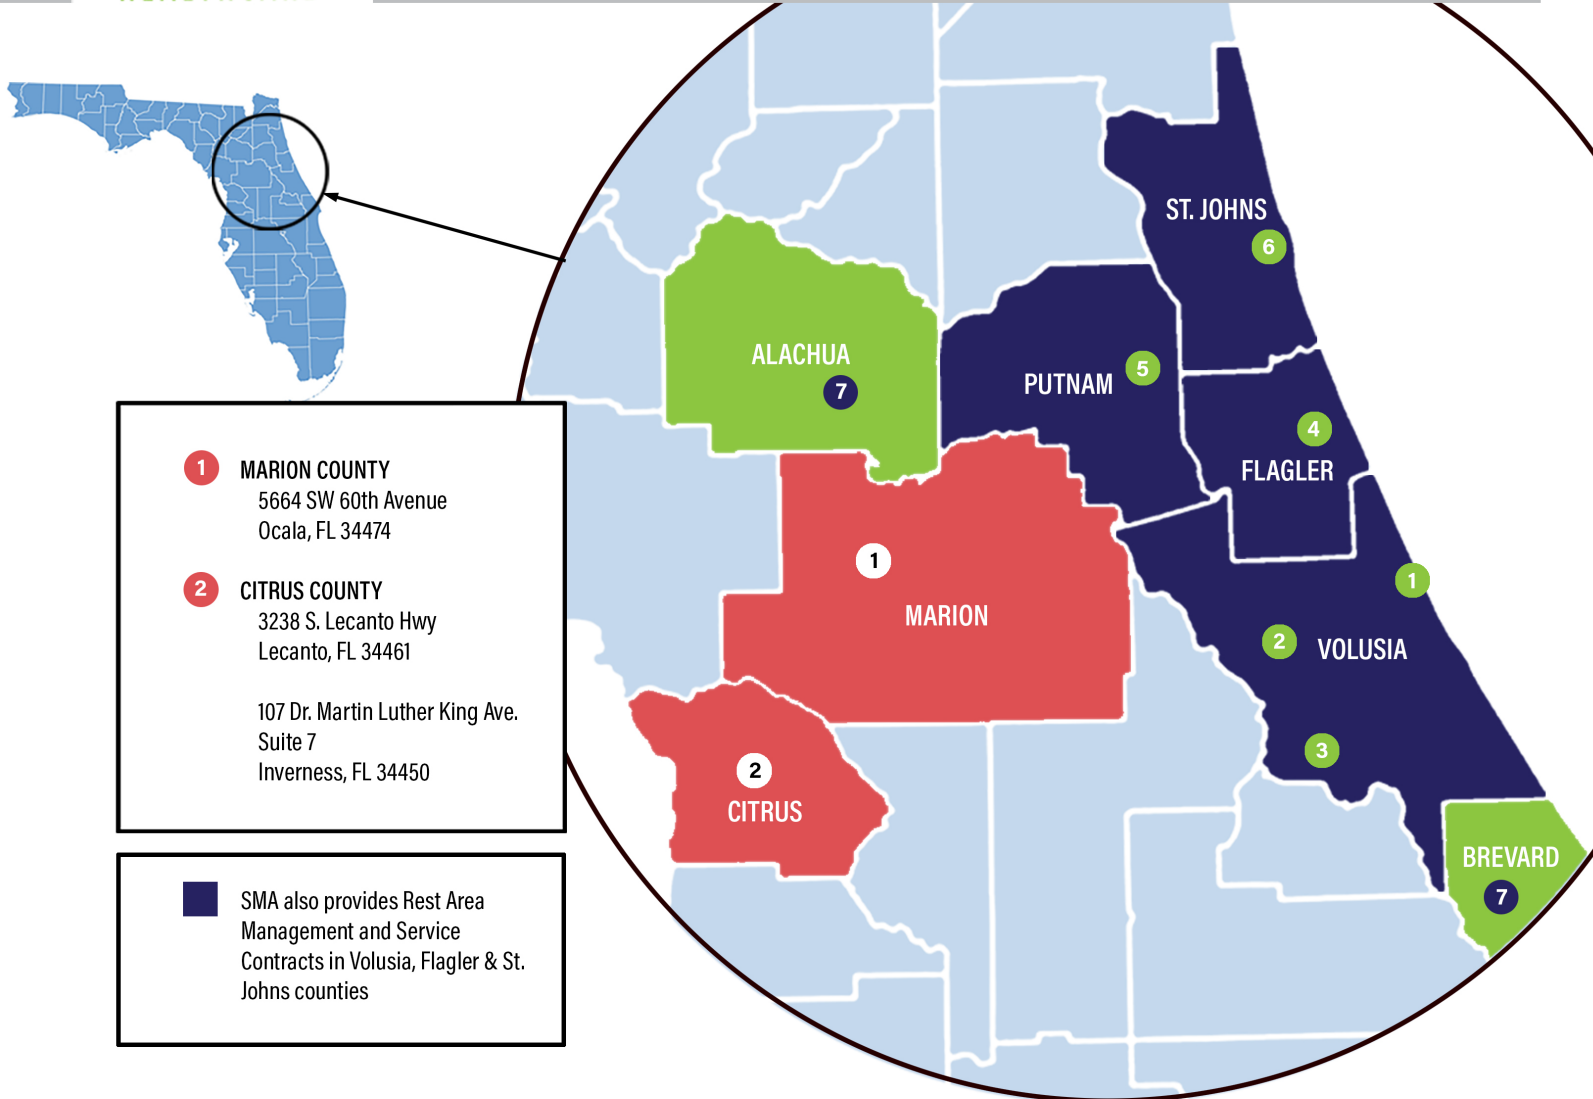 ST. JOHNS
6
ALACHUA
7
PUTNAM
5
4
FLAGLER
1
MARION
1
2
VOLUSIA
3
2
CITRUS
BREVARD
7
1
MARION COUNTY
5664 SW 60th Avenue
Ocala, FL 34474
2
CITRUS COUNTY
3238 S. Lecanto Hwy
Lecanto, FL 34461
107 Dr. Martin Luther King Ave.
Suite 7
Inverness, FL 34450
SMA also provides Rest Area
Management and Service
Contracts in Volusia, Flagler & St.
Johns counties